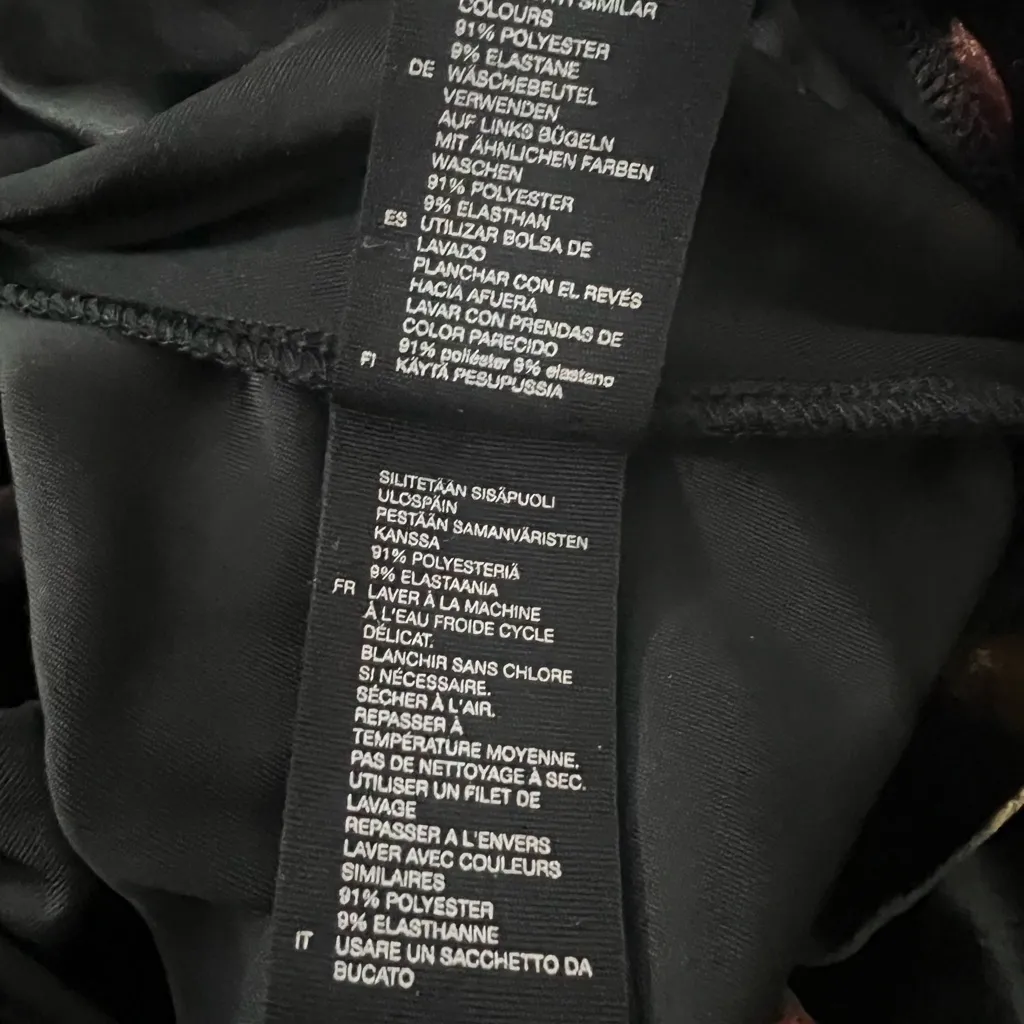 SIMILAR
COLOURS
91% POLYESTER
9% ELASTANE
DE WÄSCHEBEUTEL
VERWENDEN
AUF LINKS BÜGELN
MIT ÄHNLICHEN FARBEN
WASCHEN
91% POLYESTER
9% ELASTHAN
ES UTILIZAR BOLSA DE
LAVADO
PLANCHAR CON EL REVÉS
HACIA AFUERA
LAVAR CON PRENDAS DE
COLOR PARECIDO
91% poliéster 9% elastano
FI KÄYTÄ PESUPUSSIA
SILITETÄÄN SISÄPUOLI
ULOSPÄIN
PESTÄÄN SAMANVÄRISTEN
KANSSA
91% POLYESTERIÄ
9% ELASTAANIA
FR LAVER À LA MACHINE
À L'EAU FROIDE CYCLE
DÉLICAT.
BLANCHIR SANS CHLORE
SI NÉCESSAIRE.
SÉCHER À L'AIR.
REPASSER À
TEMPÉRATURE MOYENNE.
PAS DE NETTOYAGE À SEC.
UTILISER UN FILET DE
LAVAGE
REPASSER A L'ENVERS
LAVER AVEC COULEURS
SIMILAIRES
91% POLYESTER
9% ELASTHANNE
IT USARE UN SACCHETTO DA
BUCATO